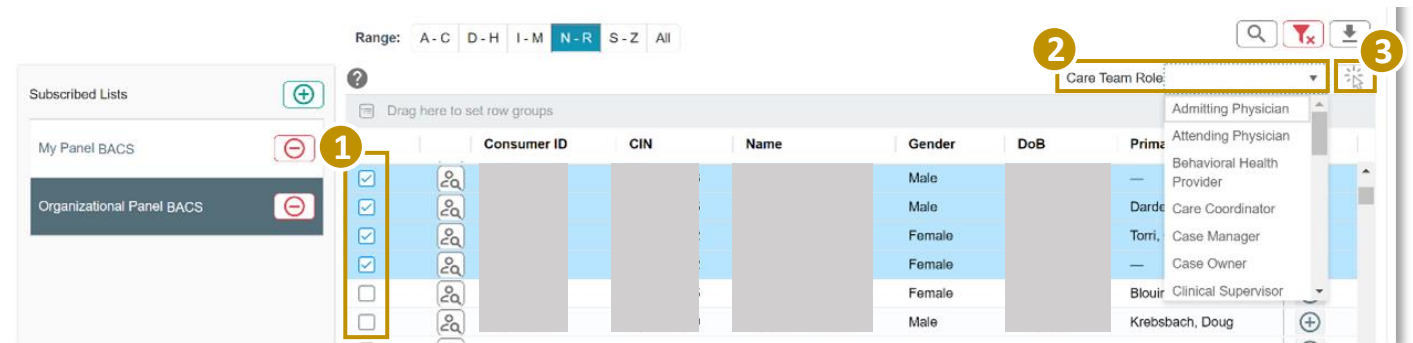 Range: A - C D - H I - M N - R S - Z All
2
3
Care Team Role
Subscribed Lists
Drag here to set row groups
Admitting Physician
1
My Panel BACS
Consumer ID CIN Name Gender DoB Prima
Attending Physician
Behavioral Health
Provider
Male —
Organizational Panel BACS
Male Darde
Care Coordinator
Female Torri,
Case Manager
Female —
Case Owner
Female Blouin
Clinical Supervisor
Male Krebsbach, Doug